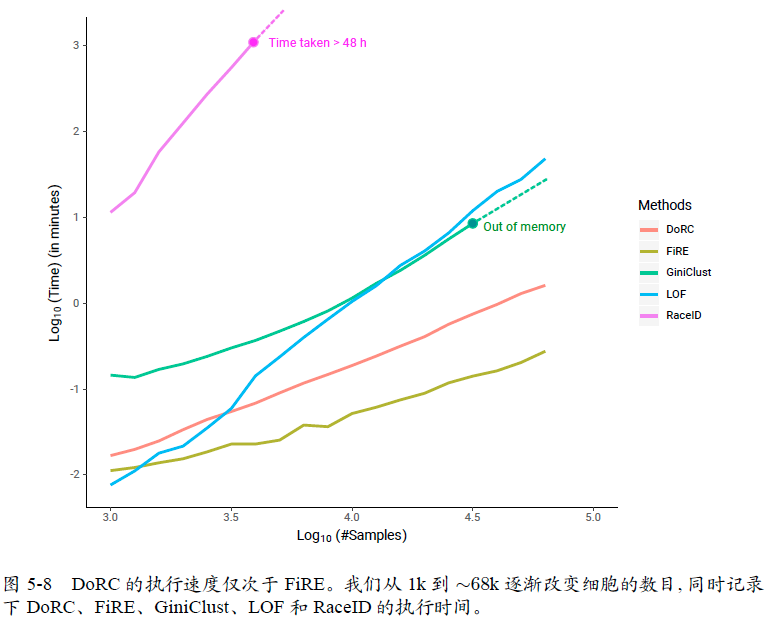 Log₁₀ (Time) (in minutes)
3
2
1
0
-1
-2
Time taken > 48 h
Out of memory
3.0 3.5 4.0 4.5 5.0
Log₁₀ (#Samples)
Methods
DoRC
FiRE
GiniClust
LOF
RaceID
图 5-8 DoRC 的执行速度仅次于 FiRE。我们从 1k 到 ~68k 逐渐改变细胞的数目，同时记录
下 DoRC、FiRE、GiniClust、LOF 和 RaceID 的执行时间。